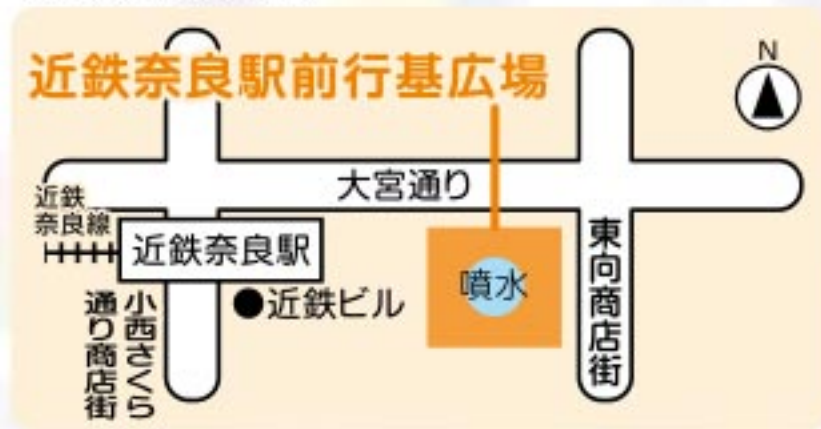 近鉄奈良駅前行基広場
N
大宮通り
近鉄
奈良線
近鉄奈良駅
噴水
東向商店街
●近鉄ビル
小西さくら
通り商店街